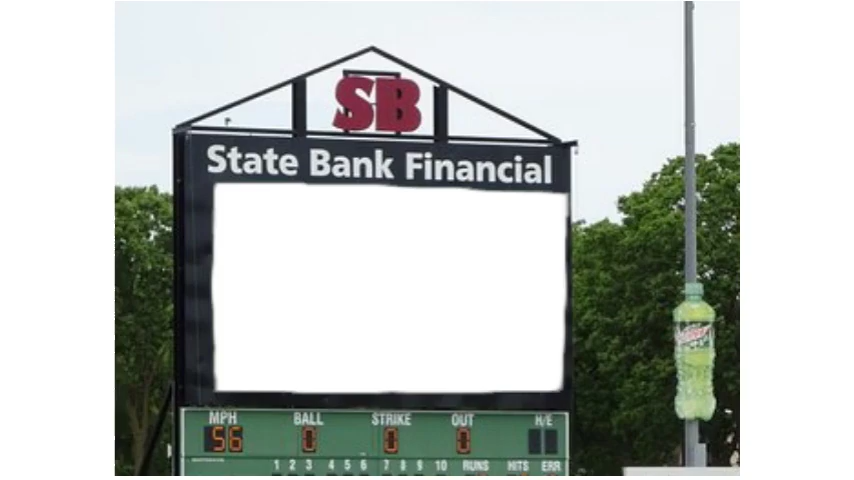 SB
State Bank Financial
MPH BALL STRIKE OUT H/E
56 0 0 0
1 2 3 4 5 6 7 8 9 10 RUNS HITS ERR